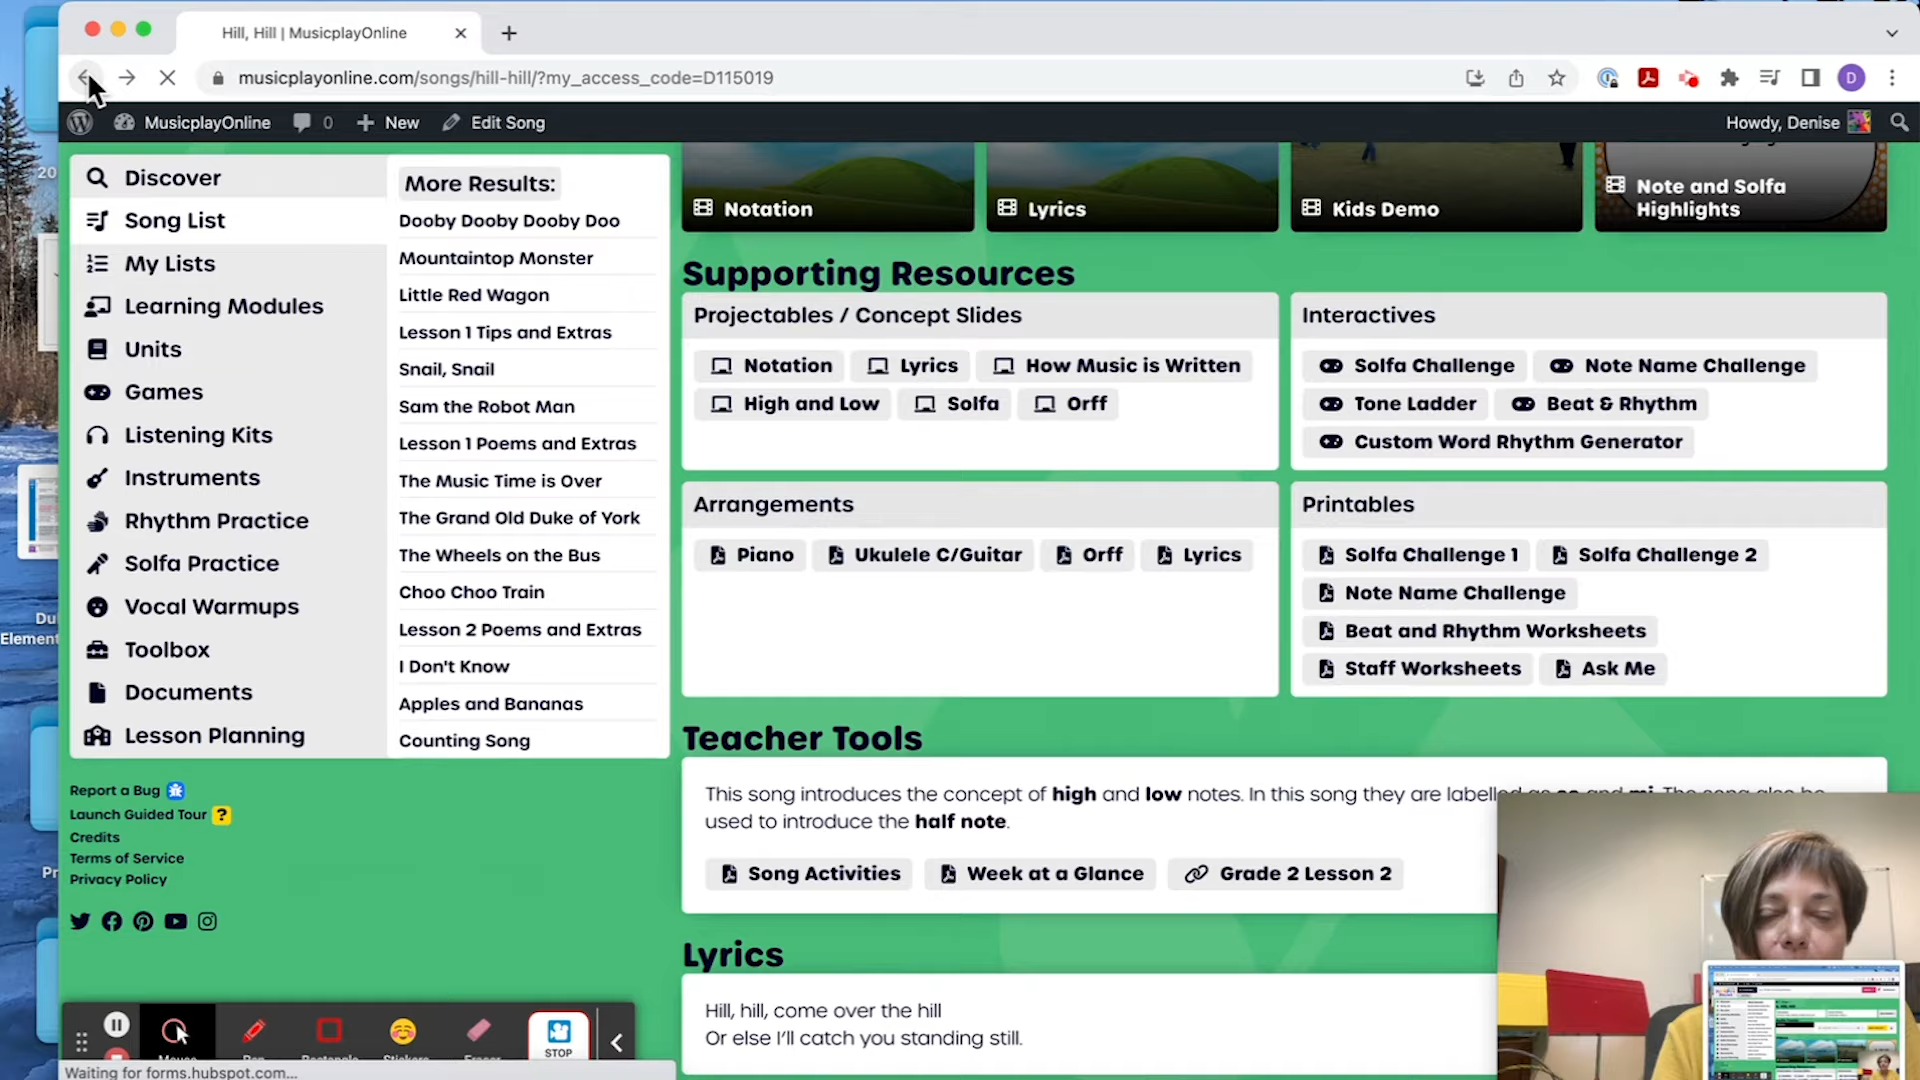 Hill, Hill | MusicplayOnline
musicplayonline.com/songs/hill-hill/?my_access_code=D115019
D
MusicplayOnline 0 New Edit Song
Howdy, Denise
Discover
Song List
My Lists
Learning Modules
Units
Games
Listening Kits
Instruments
Rhythm Practice
Solfa Practice
Vocal Warmups
Toolbox
Documents
Lesson Planning
Report a Bug
Launch Guided Tour ?
Credits
Terms of Service
Privacy Policy
More Results:
Dooby Dooby Dooby Doo
Mountaintop Monster
Little Red Wagon
Lesson 1 Tips and Extras
Snail, Snail
Sam the Robot Man
Lesson 1 Poems and Extras
The Music Time is Over
The Grand Old Duke of York
The Wheels on the Bus
Choo Choo Train
Lesson 2 Poems and Extras
I Don't Know
Apples and Bananas
Counting Song
Notation
Lyrics
Kids Demo
Note and Solfa
Highlights
Supporting Resources
Projectables / Concept Slides
Notation Lyrics How Music is Written
High and Low Solfa Orff
Interactives
Solfa Challenge Note Name Challenge
Tone Ladder Beat & Rhythm
Custom Word Rhythm Generator
Arrangements
Piano Ukulele C/Guitar Orff Lyrics
Printables
Solfa Challenge 1 Solfa Challenge 2
Note Name Challenge
Beat and Rhythm Worksheets
Staff Worksheets Ask Me
Teacher Tools
This song introduces the concept of high and low notes. In this song they are labelled
used to introduce the half note.
Song Activities Week at a Glance Grade 2 Lesson 2
Lyrics
Hill, hill, come over the hill
Or else I'll catch you standing still.
20
Du
Element
Pr
STOP
Waiting for forms.hubspot.com...